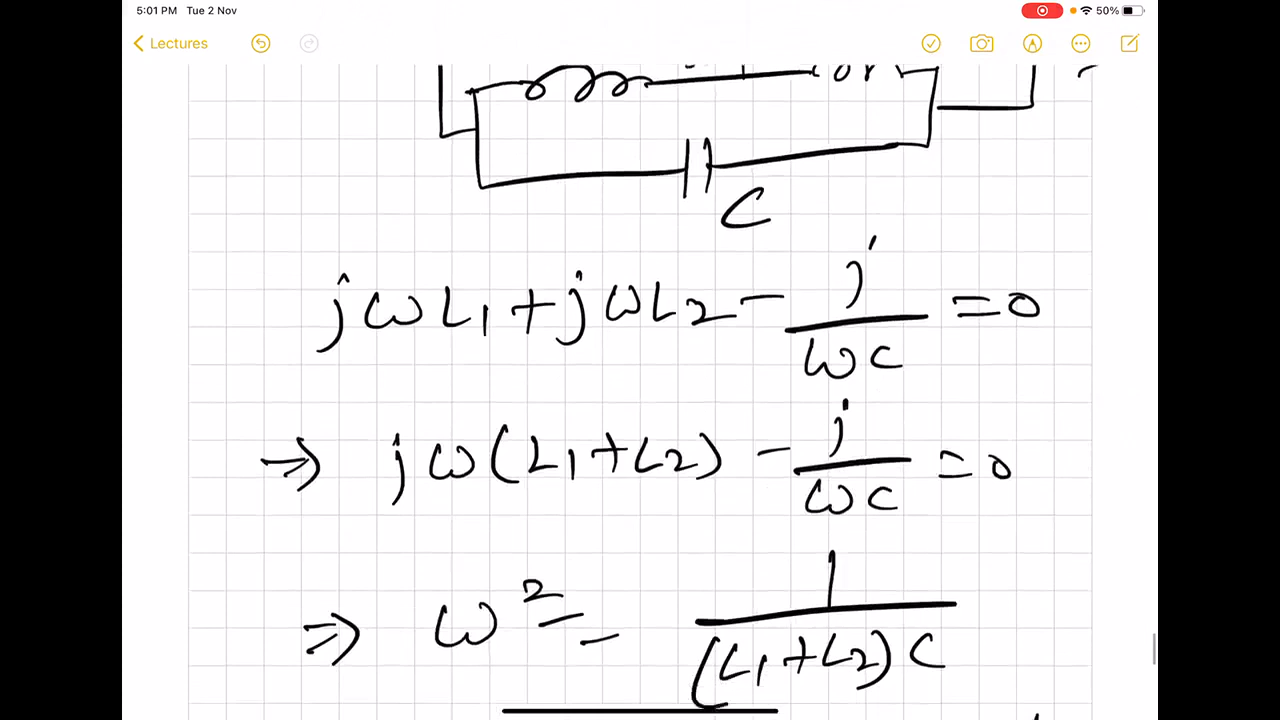 5:01 PM Tue 2 Nov
50%
Lectures
C
jωL1 + jωL2 - j/ωc = 0
⇒ jω(L1 + L2) - j/ωc = 0
⇒ ω² = 1/(L1 + L2)C